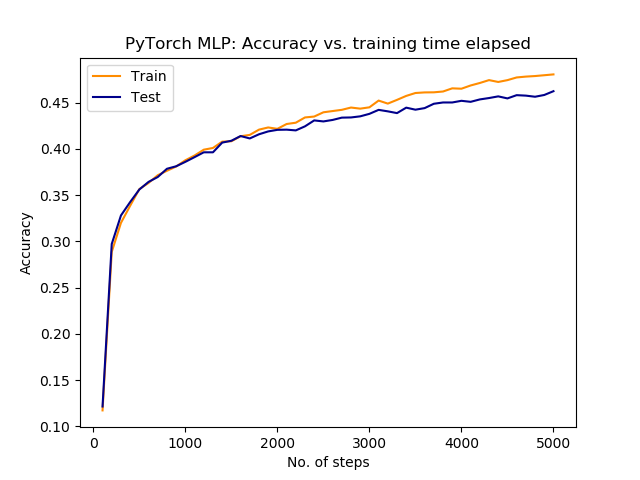 PyTorch MLP: Accuracy vs. training time elapsed
Train
Test
Accuracy
0.45
0.40
0.35
0.30
0.25
0.20
0.15
0.10
0 1000 2000 3000 4000 5000
No. of steps